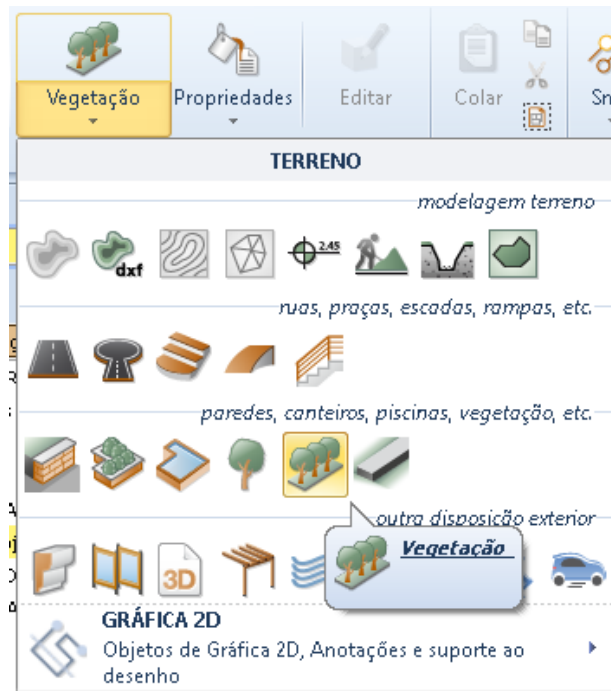 Vegetação
Propriedades
Editar
Colar
Sn
TERRENO
modelagem terreno
dxf
2.45
ruas, praças, escadas, rampas, etc.
paredes, canteiros, piscinas, vegetação, etc.
outra disposição exterior
Vegetação
3D
GRÁFICA 2D
Objetos de Gráfica 2D, Anotações e suporte ao
desenho